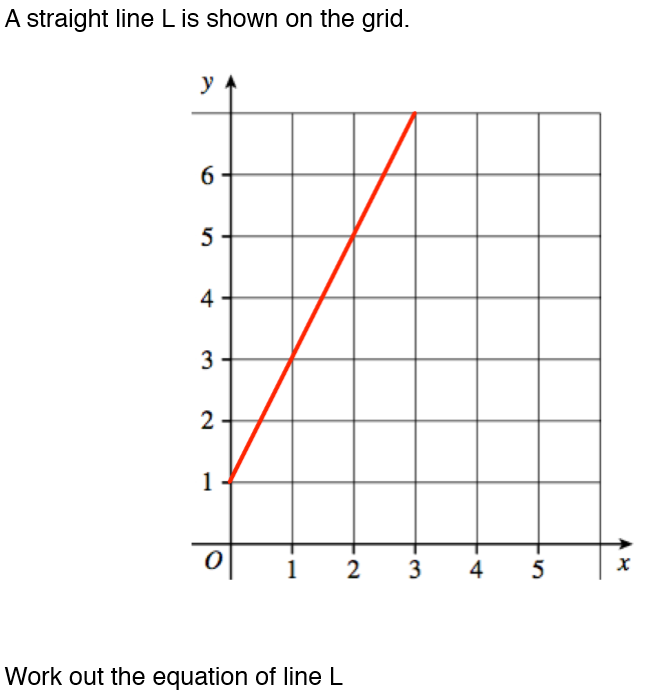 A straight line L is shown on the grid.
y
6
5
4
3
2
1
O
1 2 3 4 5 x
Work out the equation of line L